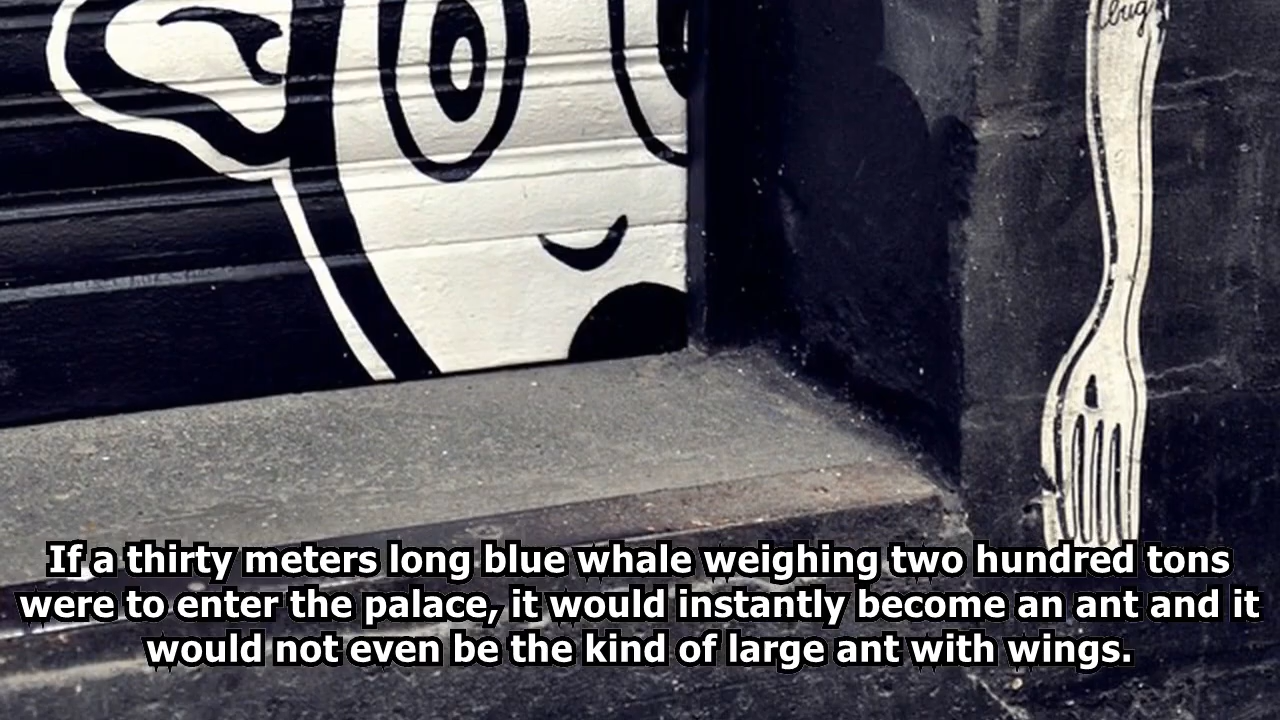 If a thirty meters long blue whale weighing two hundred tons
were to enter the palace, it would instantly become an ant and it
would not even be the kind of large ant with wings.